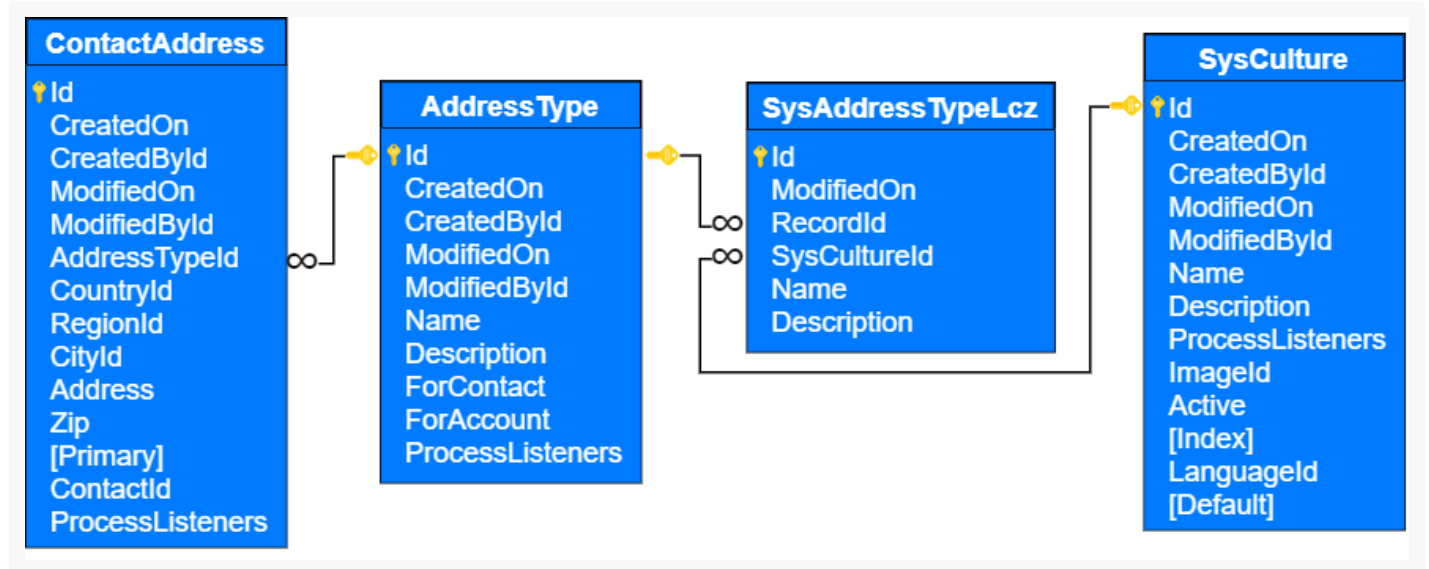 ContactAddress
Id
CreatedOn
CreatedById
ModifiedOn
ModifiedById
AddressTypeId
CountryId
RegionId
CityId
Address
Zip
[Primary]
ContactId
ProcessListeners
AddressType
Id
CreatedOn
CreatedById
ModifiedOn
ModifiedById
Name
Description
ForContact
ForAccount
ProcessListeners
SysAddressTypeLcz
Id
ModifiedOn
RecordId
SysCultureId
Name
Description
SysCulture
Id
CreatedOn
CreatedById
ModifiedOn
ModifiedById
Name
Description
ProcessListeners
ImageId
Active
[Index]
LanguageId
[Default]